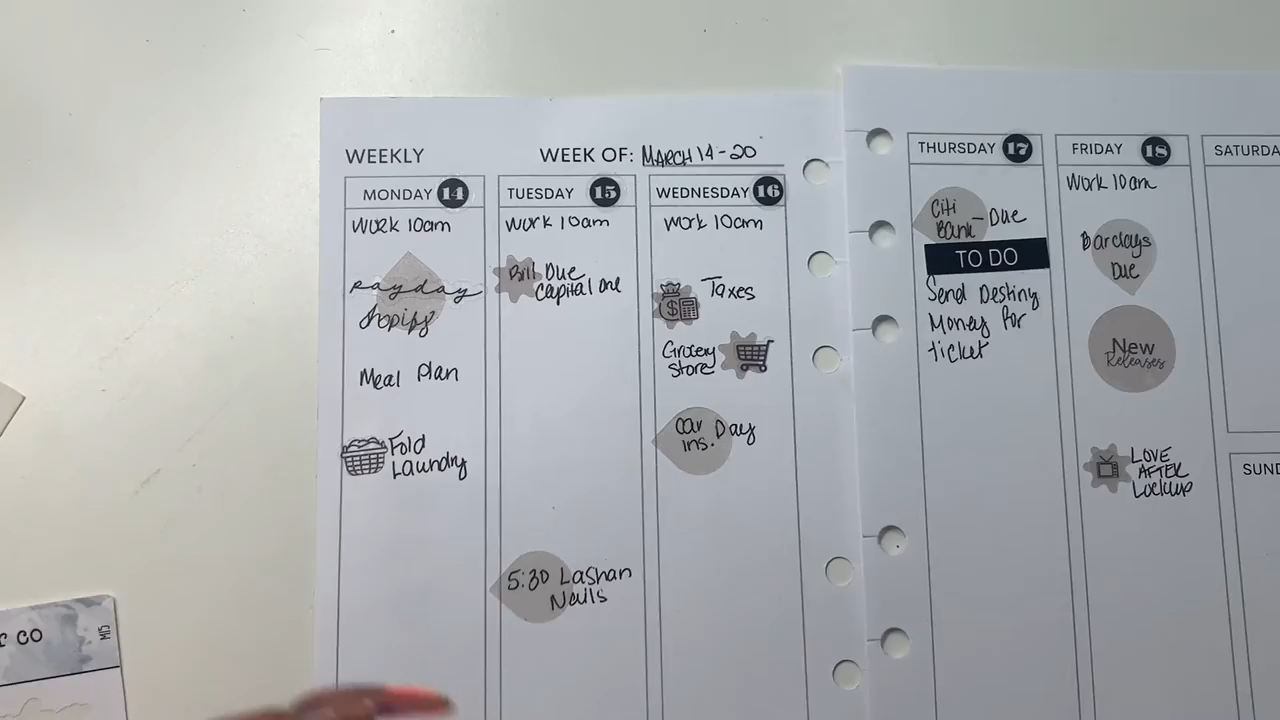 WEEKLY
WEEK OF: MARCH 14-20
MONDAY 14
WORK 10am
Payday
Shopify
Meal Plan
Fold
Laundry
TUESDAY 15
WORK 10am
Bill Due
Capital One
5:30 LaShan
Nails
WEDNESDAY 16
WORK 10am
$
Taxes
Grocery
Store
Car Day
Ins.
THURSDAY 17
Citi
Bank - Due
TO DO
Send Destiny
Money for
ticket
FRIDAY 18
Work 10am
Barclays
Due
New
Releases
LOVE
AFTER
Lockup
SATURDA
SUND
CO
M15